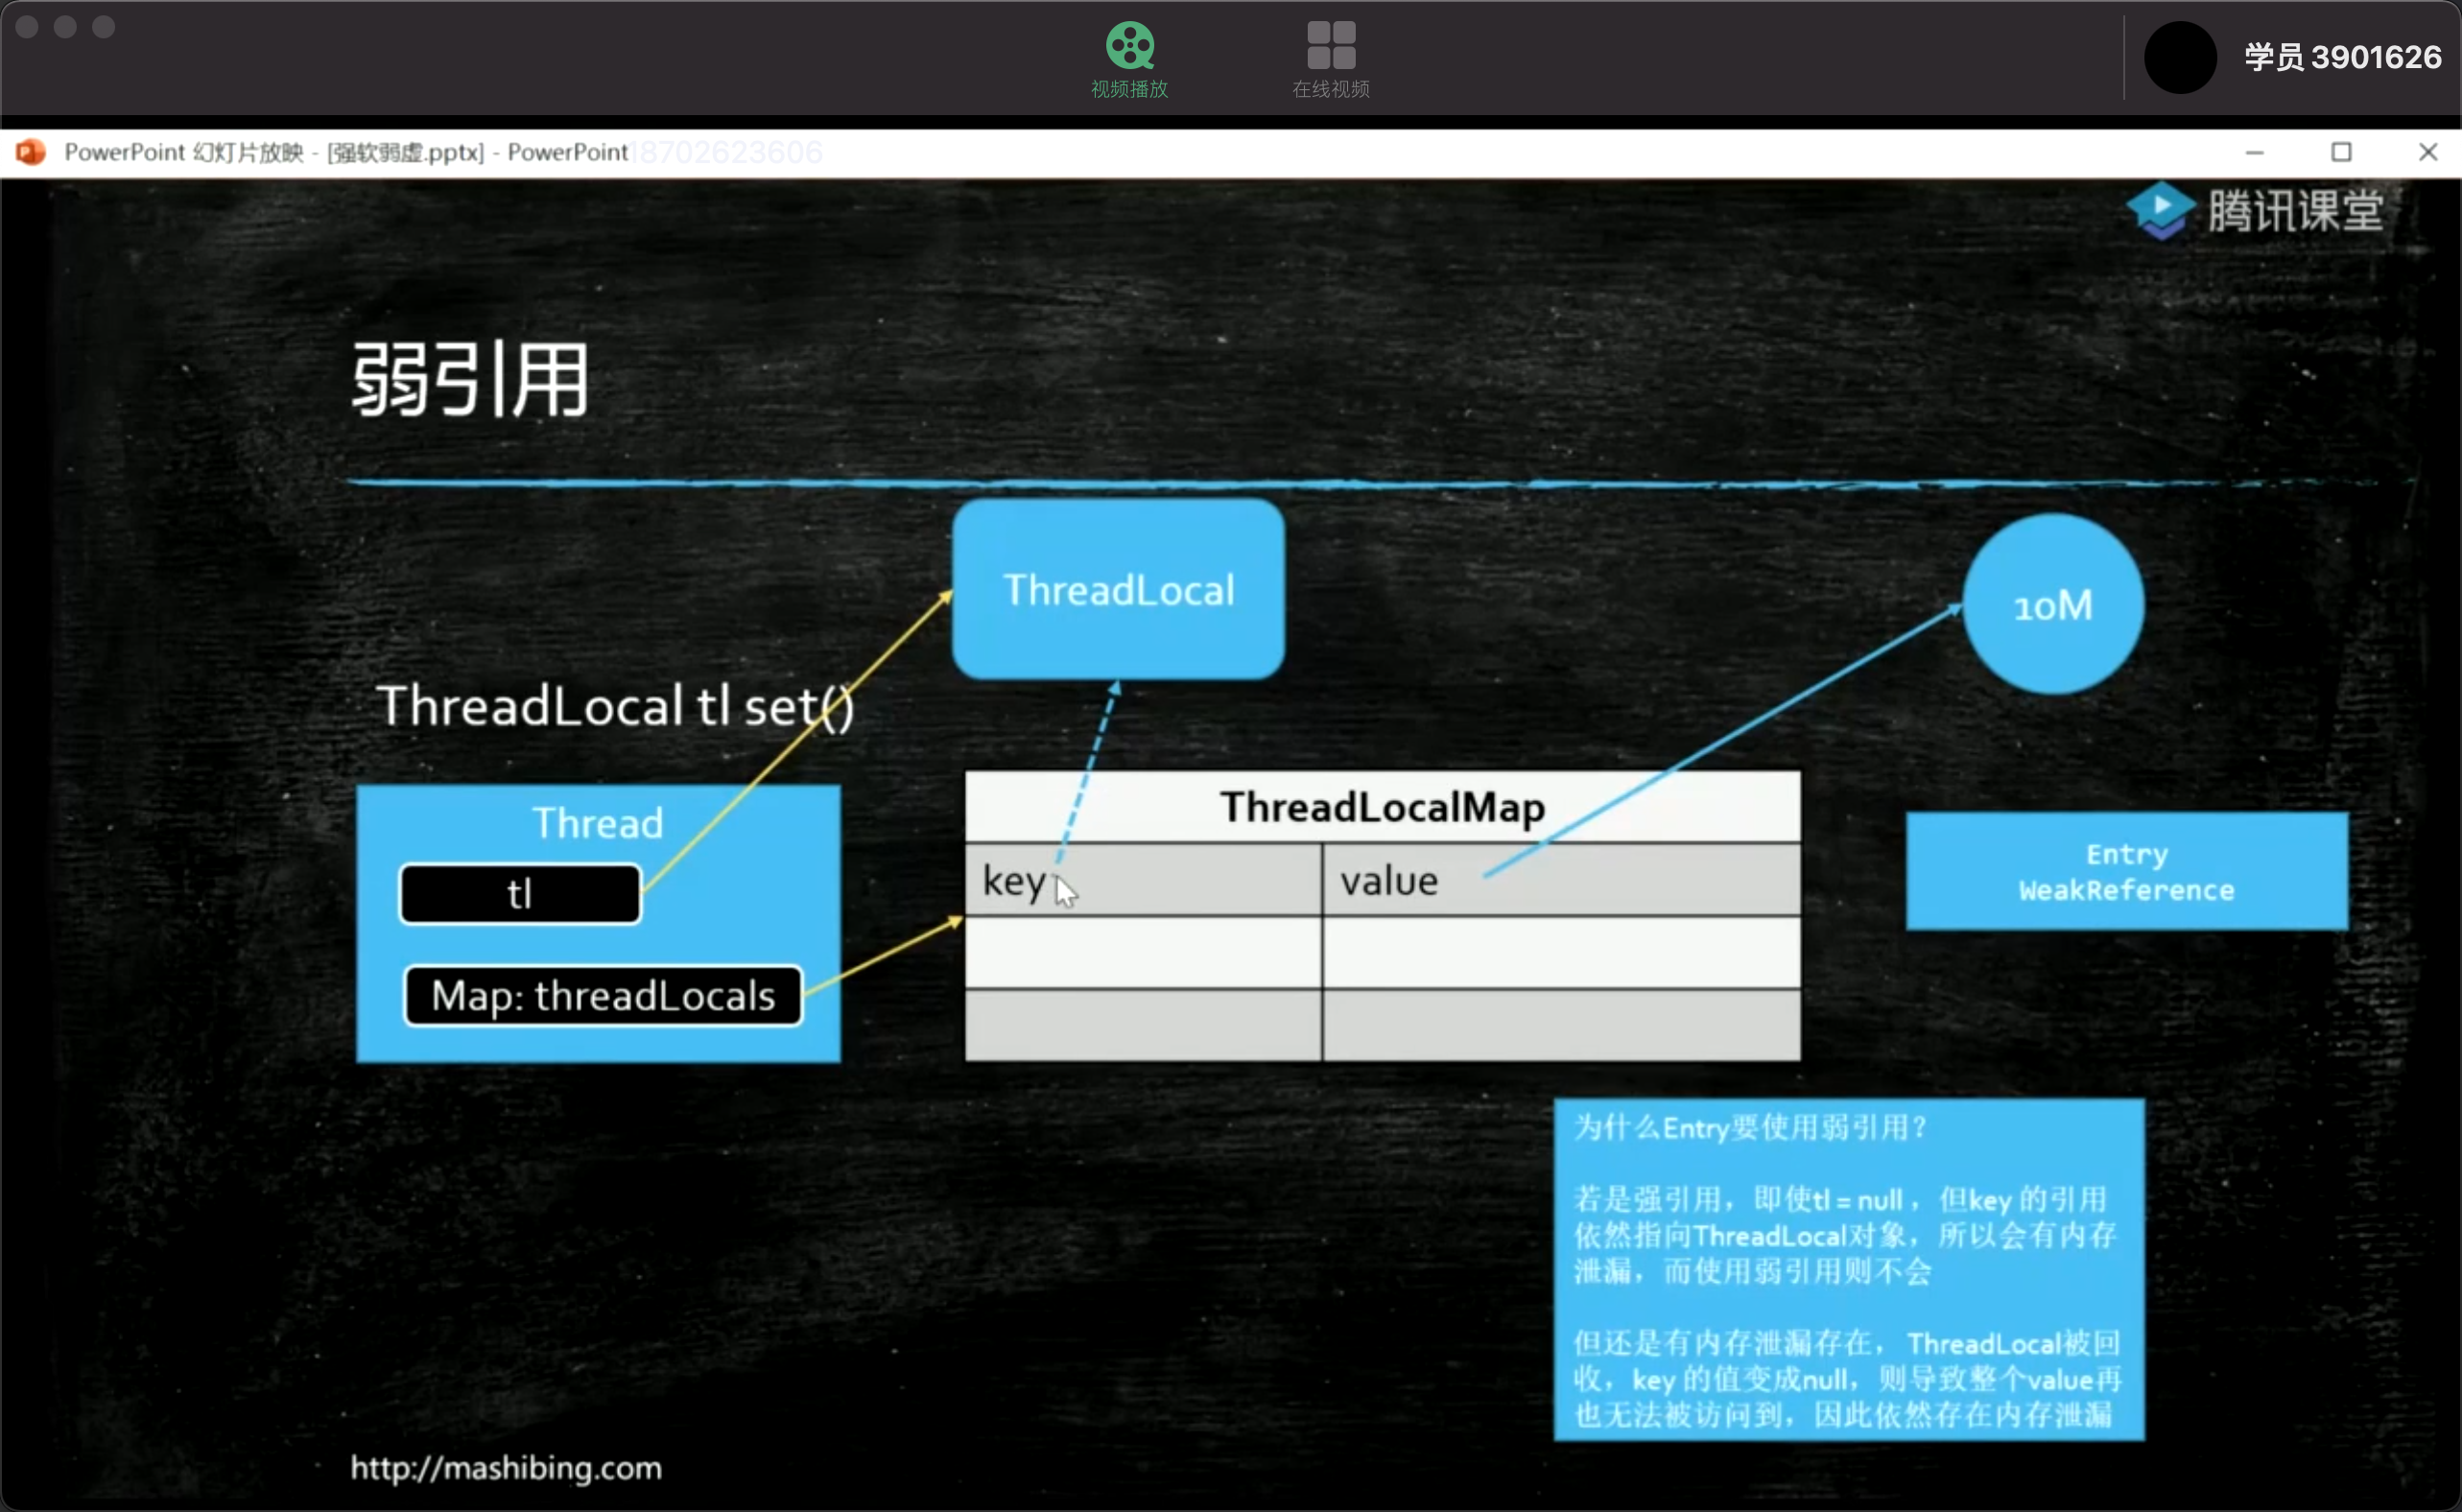 视频播放
在线视频
学员 3901626
PowerPoint 幻灯片放映 - [强软弱虚.pptx] - PowerPoint
18702623606
腾讯课堂
弱引用
ThreadLocal
10M
ThreadLocal tl set()
Thread
tl
Map: threadLocals
ThreadLocalMap
key
value
Entry
WeakReference
为什么Entry要使用弱引用?
若是强引用，即使tl = null ，但key 的引用
依然指向ThreadLocal对象，所以会有内存
泄漏，而使用弱引用则不会
但还是有内存泄漏存在， ThreadLocal被回
收，key 的值变成null，则导致整个value再
也无法被访问到，因此依然存在内存泄漏
http://mashibing.com